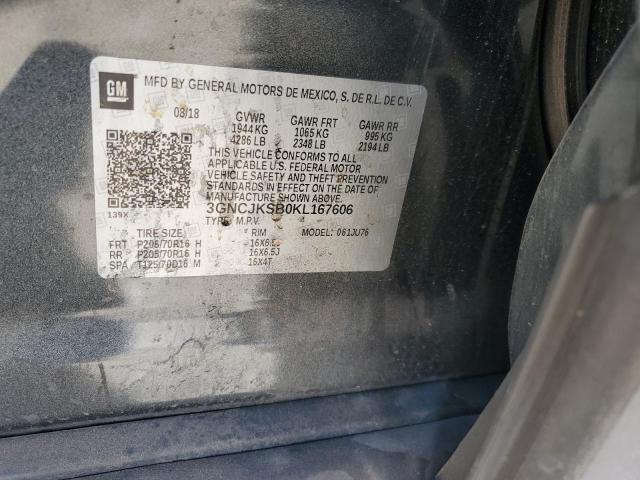 GM
MFD BY GENERAL MOTORS DE MEXICO, S. DE R.L. DE C.V.
08/18 GVWR GAWR FRT GAWR RR
1944 KG 1065 KG 995 KG
4286 LB 2348 LB 2194 LB
THIS VEHICLE CONFORMS TO ALL
APPLICABLE U.S. FEDERAL MOTOR
VEHICLE SAFETY AND THEFT PREVENTION
STANDARDS IN EFFECT ON THE DATE OF
MANUFACTURE SHOWN ABOVE.
3GNCJKSB0KL167606
139X TYPE: M.P.V. MODEL: 061JU76
TIRE SIZE RIM
FRT P205/70R16 H 16X6.5J
RR P205/70R16 H 16X6.5J
SPA T125/70D16 M 16X4T